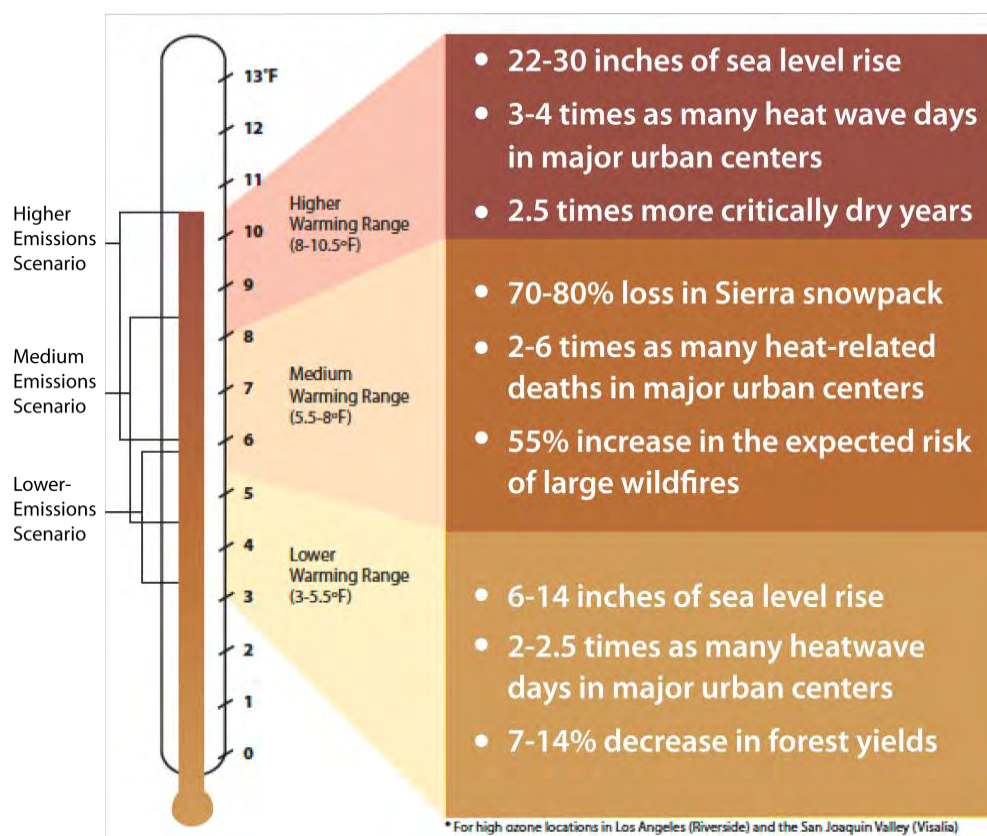 13°F
12
11
10
9
8
7
6
5
4
3
2
1
0
Higher
Emissions
Scenario
Medium
Emissions
Scenario
Lower-
Emissions
Scenario
Higher
Warming Range
(8-10.5ºF)
Medium
Warming Range
(5.5-8ºF)
Lower
Warming Range
(3-5.5ºF)
• 22-30 inches of sea level rise
• 3-4 times as many heat wave days
in major urban centers
• 2.5 times more critically dry years
• 70-80% loss in Sierra snowpack
• 2-6 times as many heat-related
deaths in major urban centers
• 55% increase in the expected risk
of large wildfires
• 6-14 inches of sea level rise
• 2-2.5 times as many heatwave
days in major urban centers
• 7-14% decrease in forest yields
* For high ozone locations in Los Angeles (Riverside) and the San Joaquin Valley (Visalia)